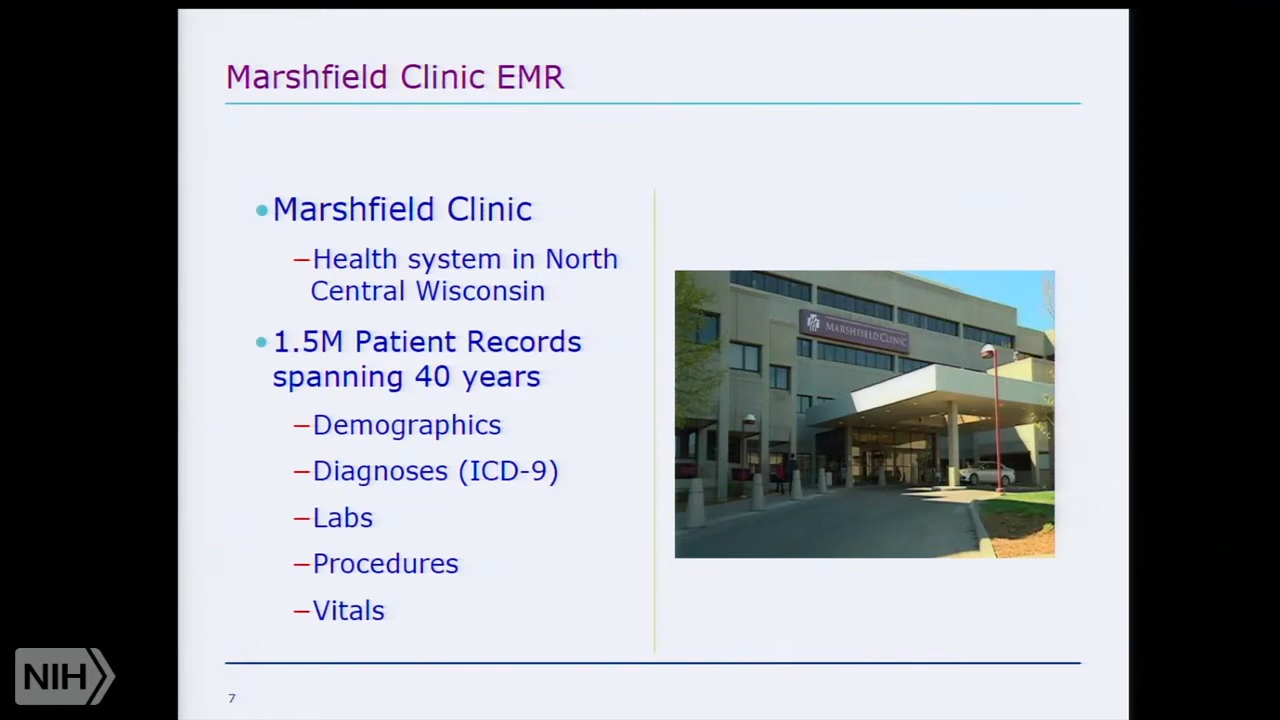 Marshfield Clinic EMR
•Marshfield Clinic
–Health system in North
Central Wisconsin
•1.5M Patient Records
spanning 40 years
–Demographics
–Diagnoses (ICD-9)
–Labs
–Procedures
–Vitals
MARSHFIELD CLINIC
NIH
7